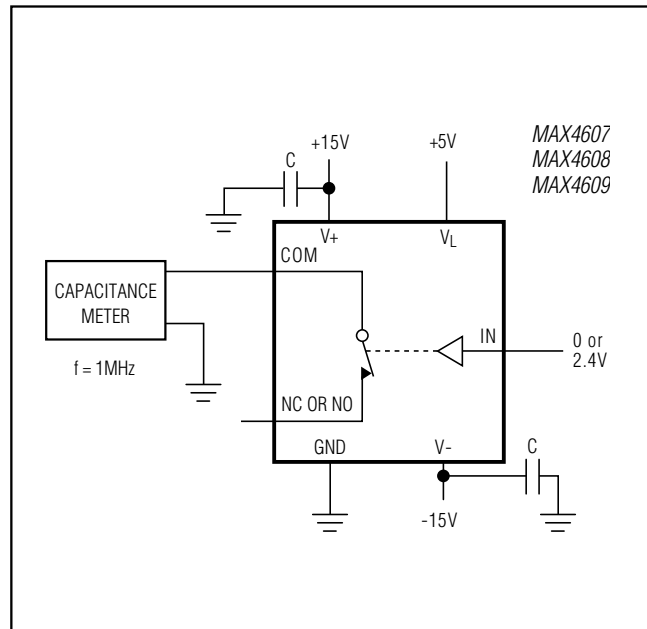 MAX4607
MAX4608
MAX4609
+15V
+5V
C
V+
VL
COM
CAPACITANCE
METER
f = 1MHz
IN
0 or
2.4V
NC OR NO
GND
V-
C
-15V